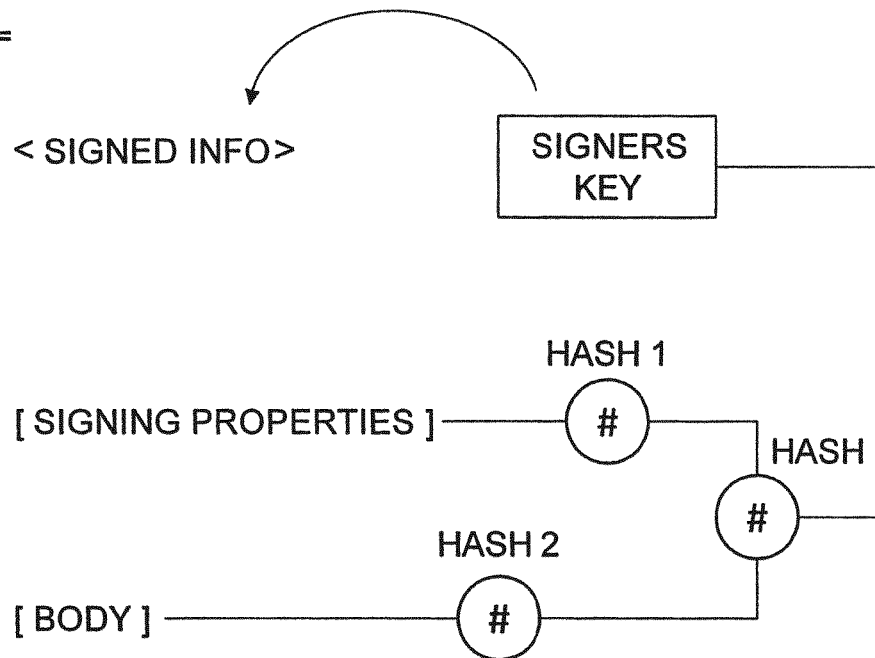 =
< SIGNED INFO>
SIGNERS
KEY
HASH 1
[ SIGNING PROPERTIES ]
#
HASH
#
HASH 2
[ BODY ]
#